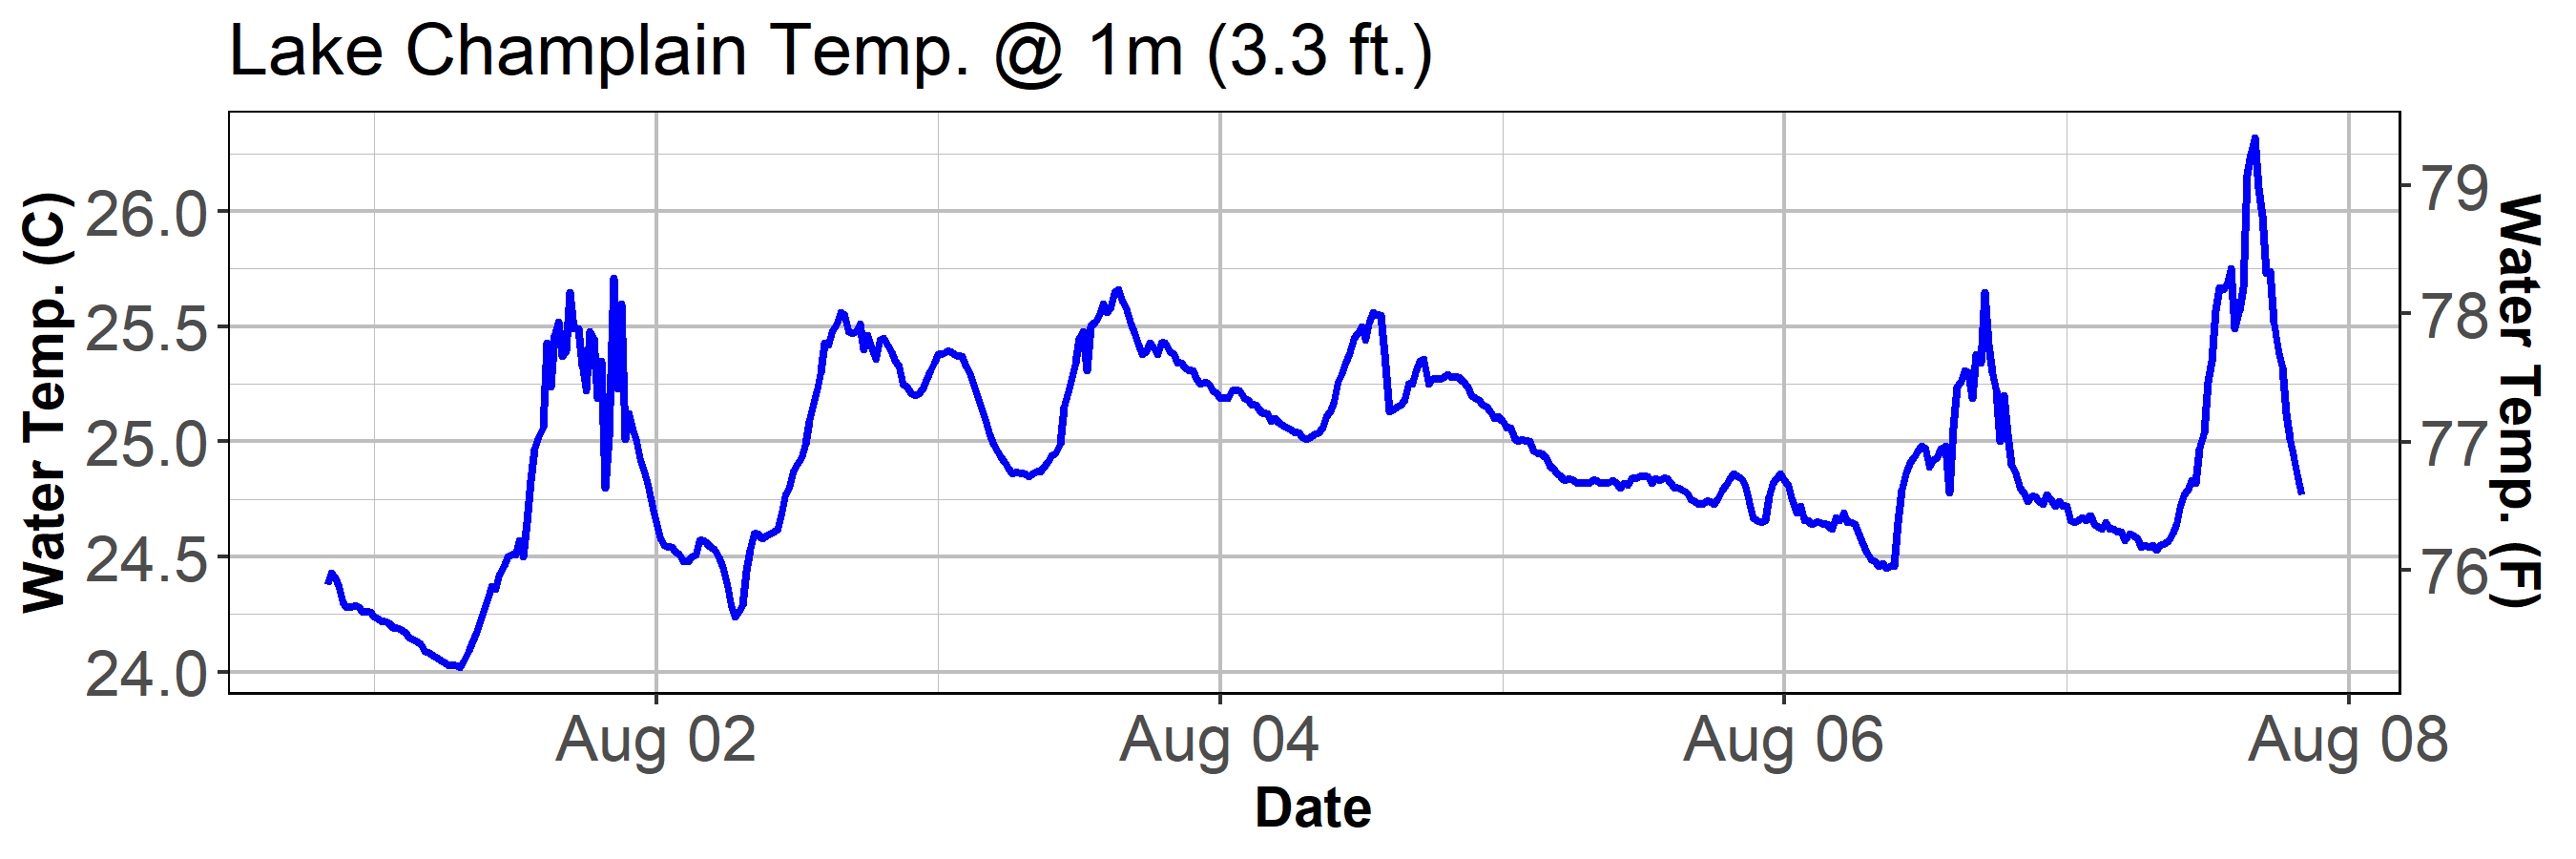 Lake Champlain Temp. @ 1m (3.3 ft.)
Water Temp. (C)
26.0
25.5
25.0
24.5
24.0
79
78
77
76
Water Temp. (F)
Aug 02 Aug 04 Aug 06 Aug 08
Date